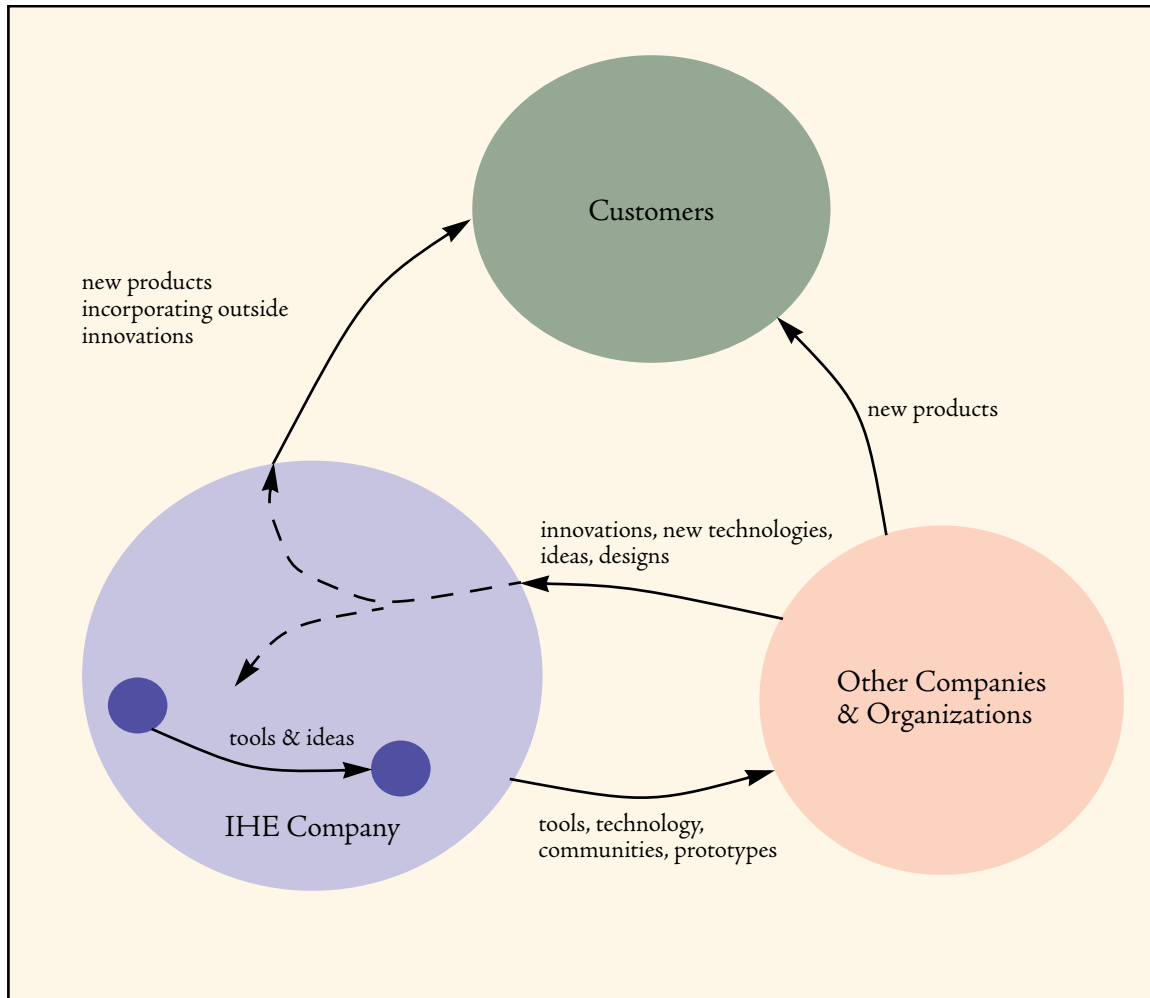 Customers
new products
incorporating outside
innovations
new products
innovations, new technologies,
ideas, designs
Other Companies
& Organizations
tools & ideas
IHE Company
tools, technology,
communities, prototypes